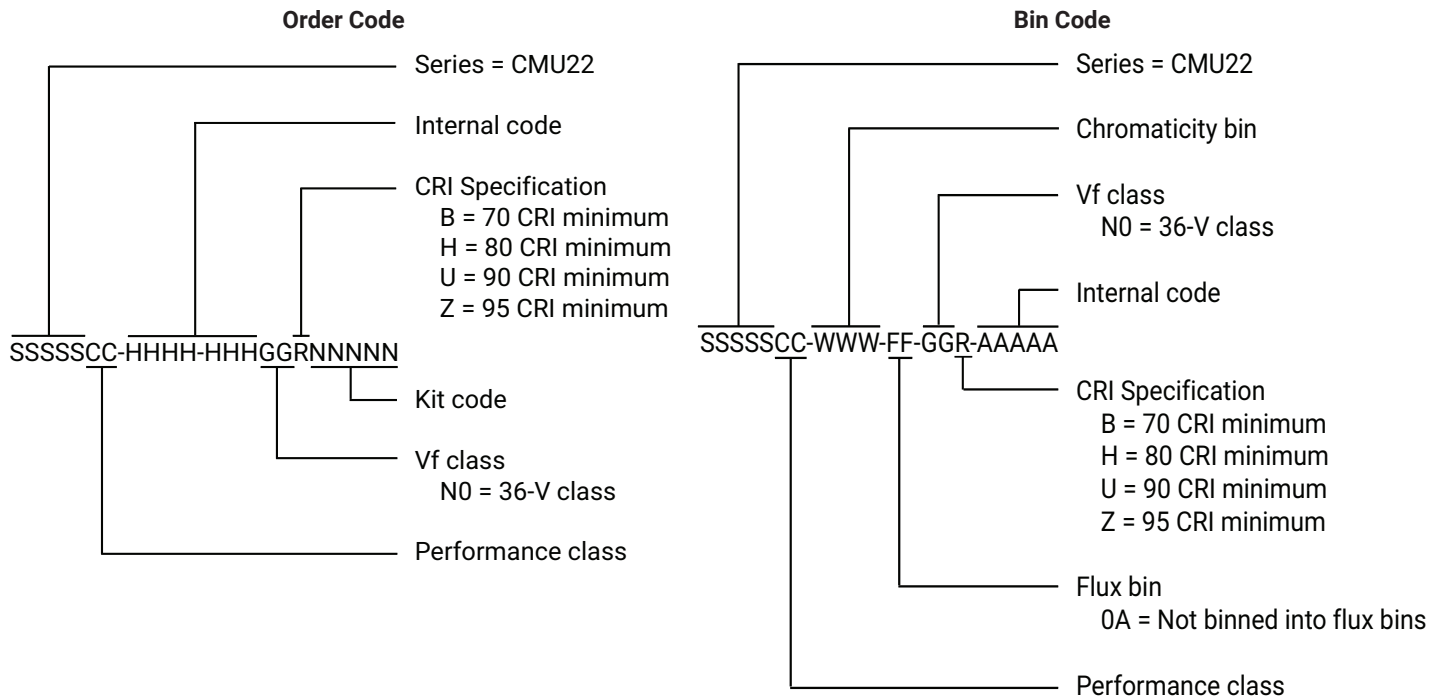 Order Code
Series = CMU22
Internal code
CRI Specification
B = 70 CRI minimum
H = 80 CRI minimum
U = 90 CRI minimum
Z = 95 CRI minimum
SSSSSCC-HHHH-HHHGGRNNNNN
Kit code
Vf class
N0 = 36-V class
Performance class
Bin Code
Series = CMU22
Chromaticity bin
Vf class
N0 = 36-V class
Internal code
SSSSSCC-WWW-FF-GGR-AAAAA
CRI Specification
B = 70 CRI minimum
H = 80 CRI minimum
U = 90 CRI minimum
Z = 95 CRI minimum
Flux bin
0A = Not binned into flux bins
Performance class